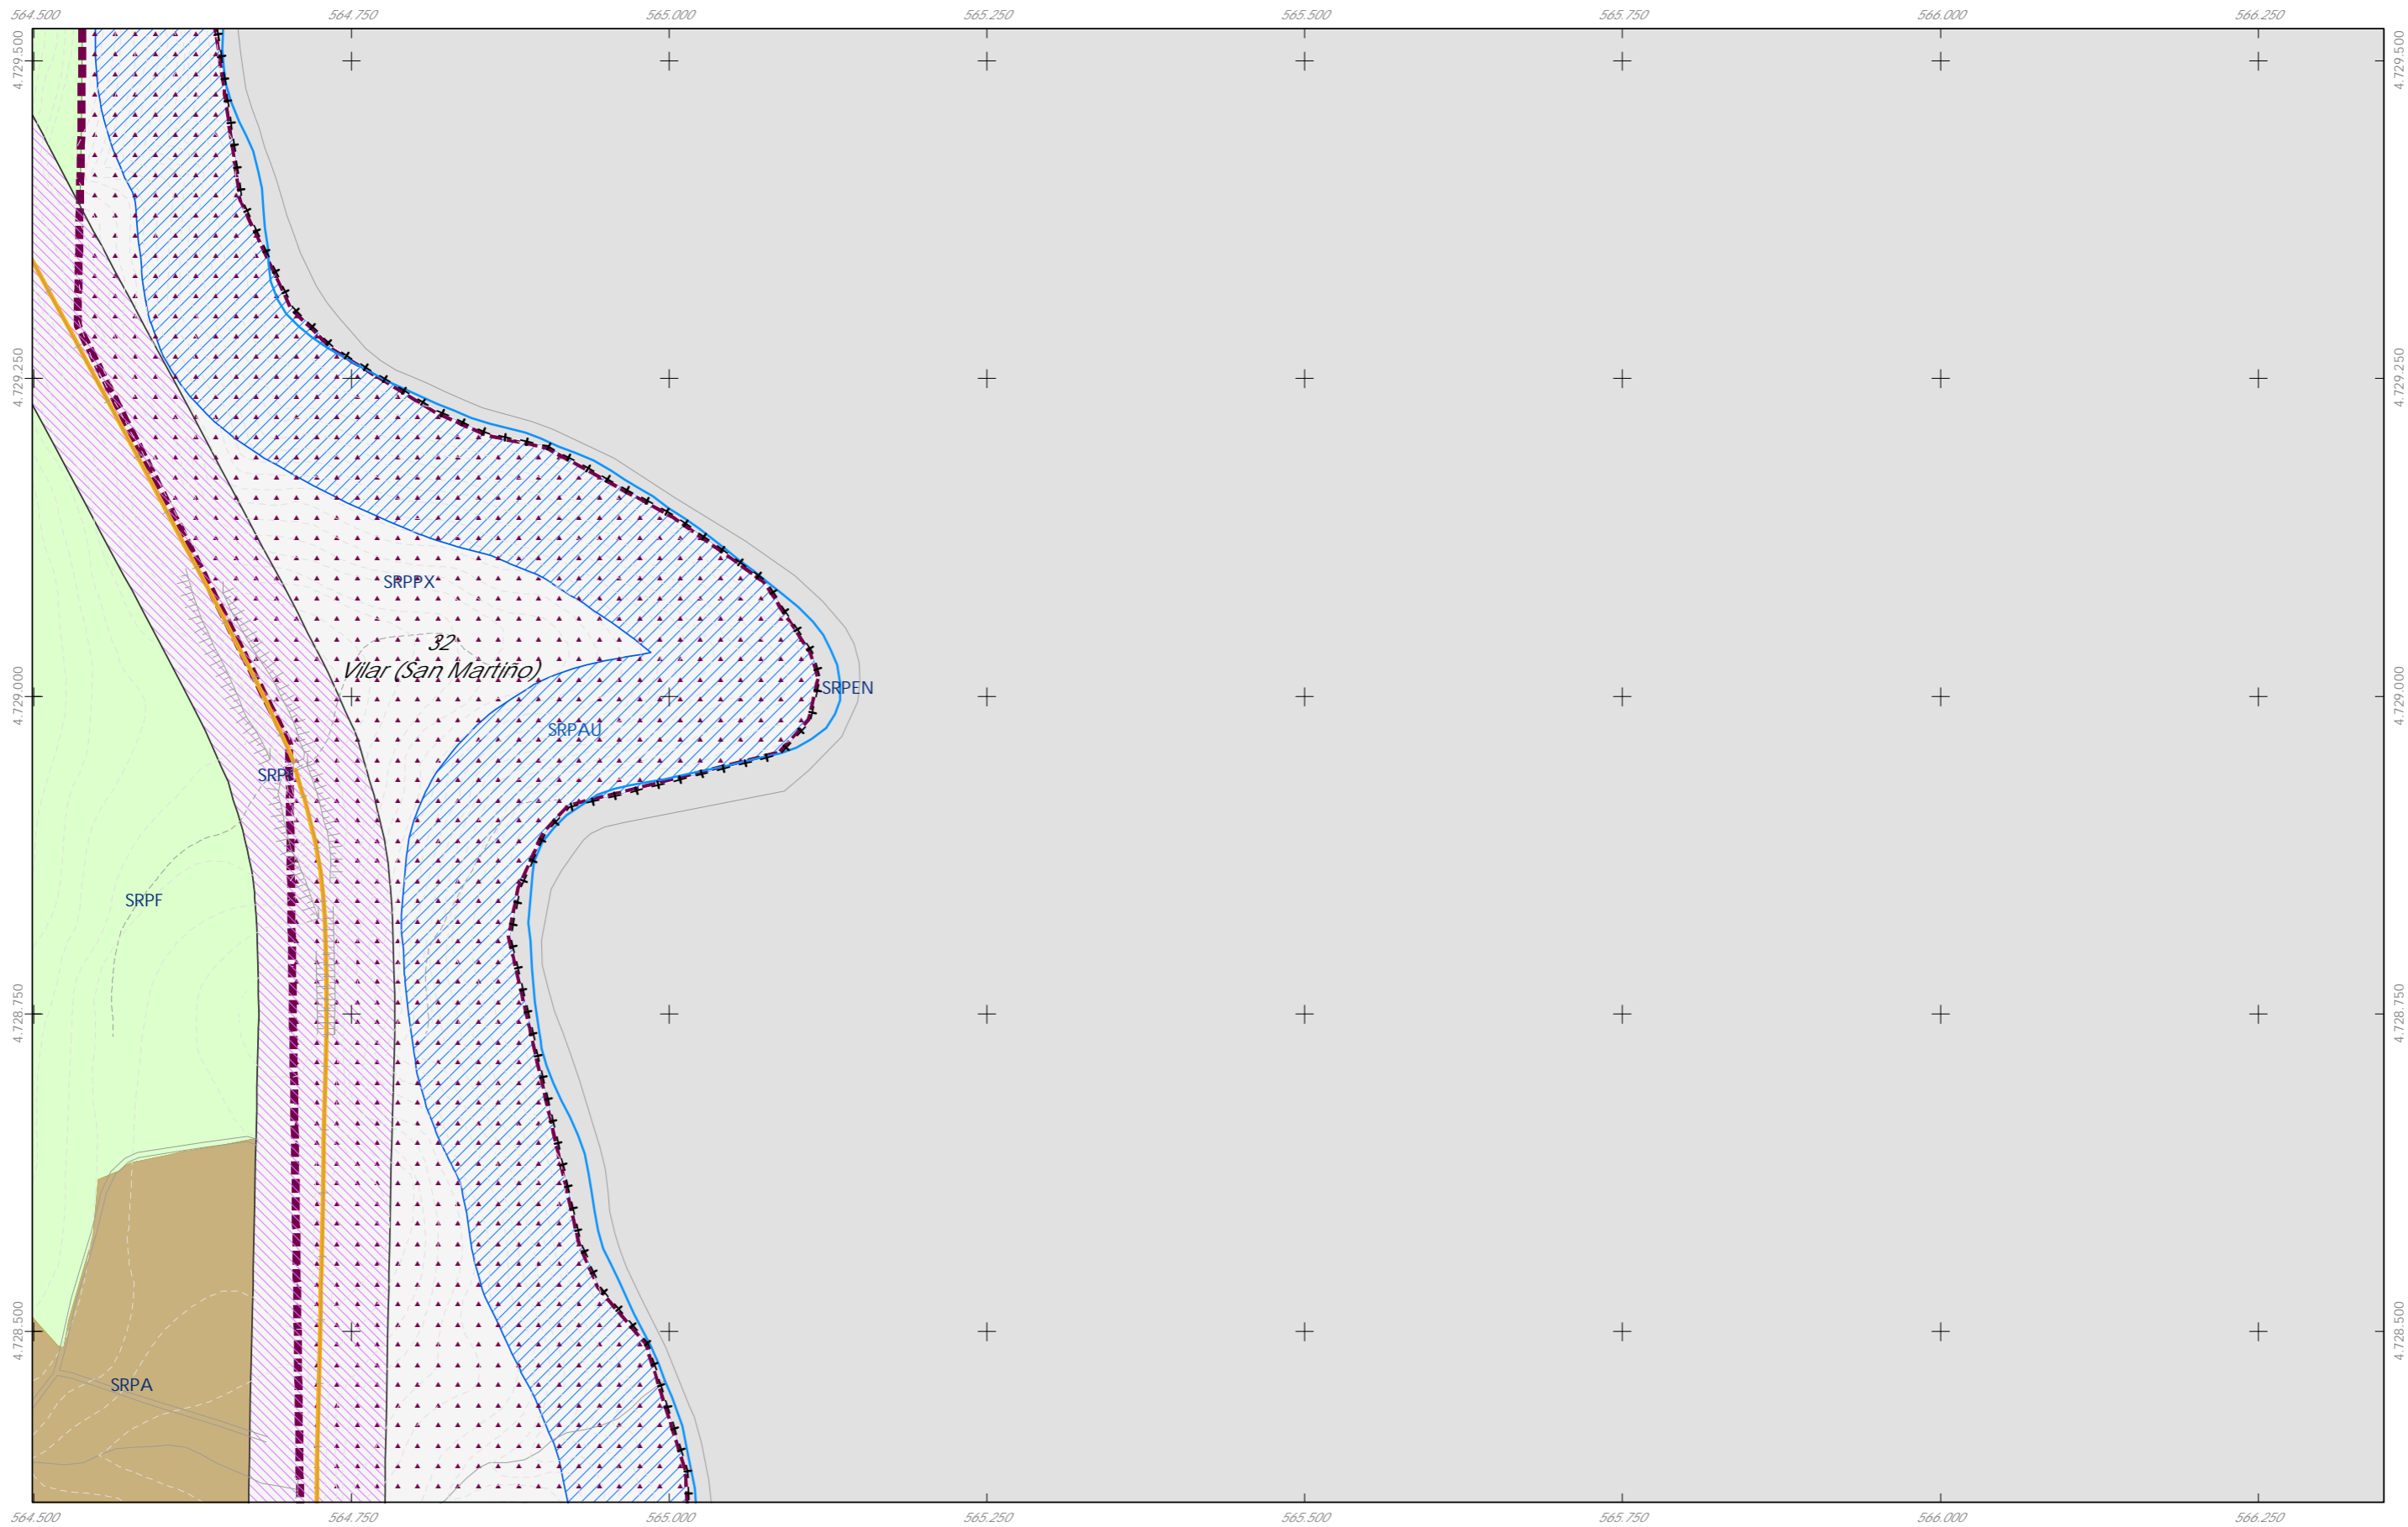 564.500 564.750 565.000 565.250 565.500 565.750 566.000 566.250
4.729.500 4.729.500
4.729.250 4.729.250
SRPPX
32
Vilar (San Martiño)
4.729.000 SRPEN 4.729.000
SRPAU
SRPI
SRPF
4.728.750 4.728.750
4.728.500 4.728.500
SRPA
564.500 564.750 565.000 565.250 565.500 565.750 566.000 566.250